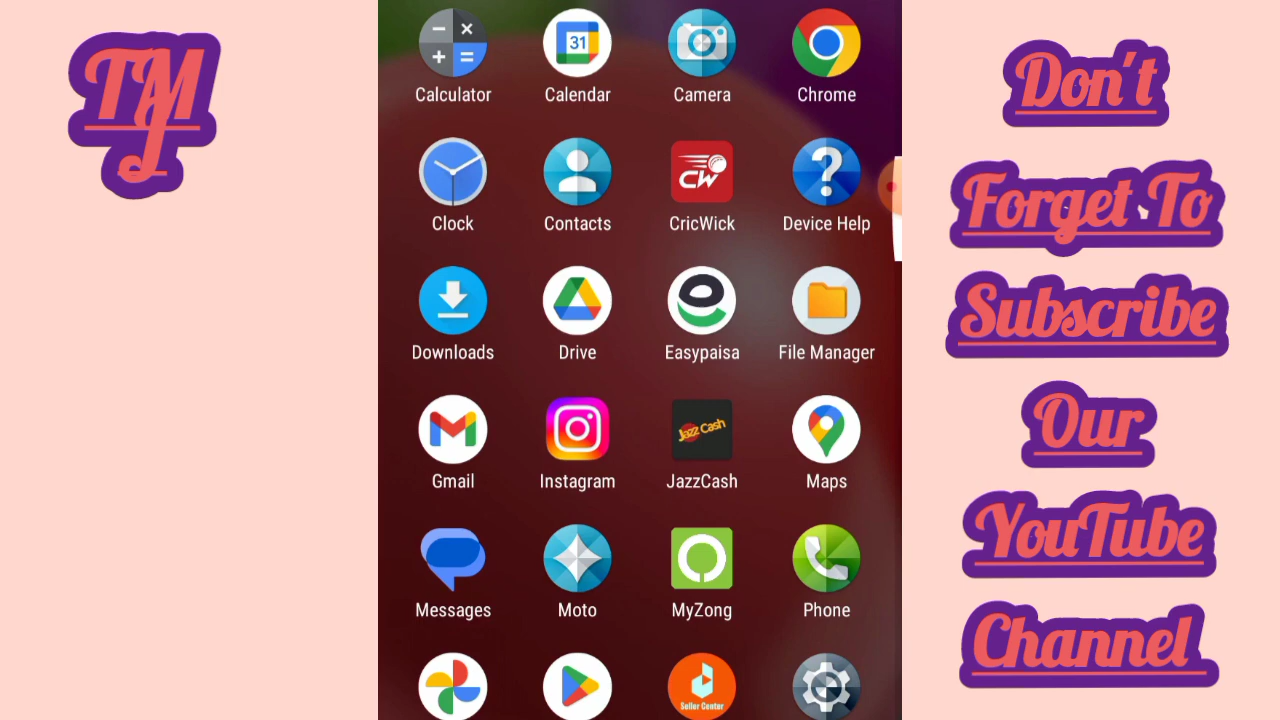 TMJ
Calculator
Calendar
Camera
Chrome
31
Clock
Contacts
CricWick
Device Help
CW
Downloads
Drive
Easypaisa
File Manager
Gmail
Instagram
JazzCash
Maps
Jazz Cash
Messages
Moto
MyZong
Phone
Seller Center
Don't
Forget To
Subscribe
Our
YouTube
Channel